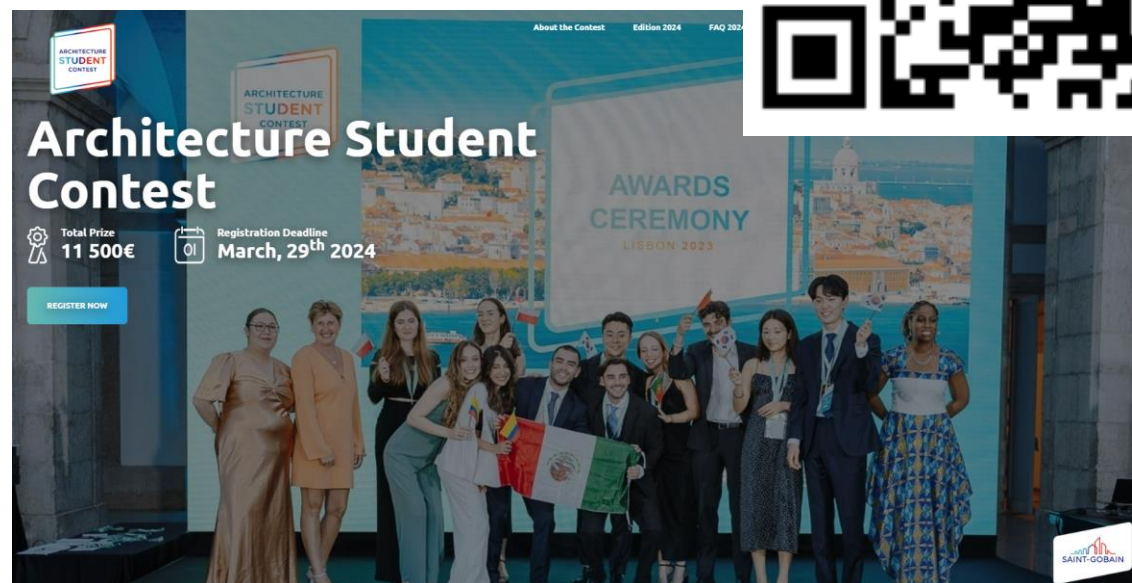 About the Contest Edition 2024 FAQ 2024
ARCHITECTURE
STUDENT
CONTEST
ARCHITECTURE
STUDENT
CONTEST
Architecture Student
Contest
Total Prize
11 500€
Registration Deadline
March, 29th 2024
REGISTER NOW
AWARDS
CEREMONY
LISBON 2023
SAINT-GOBAIN